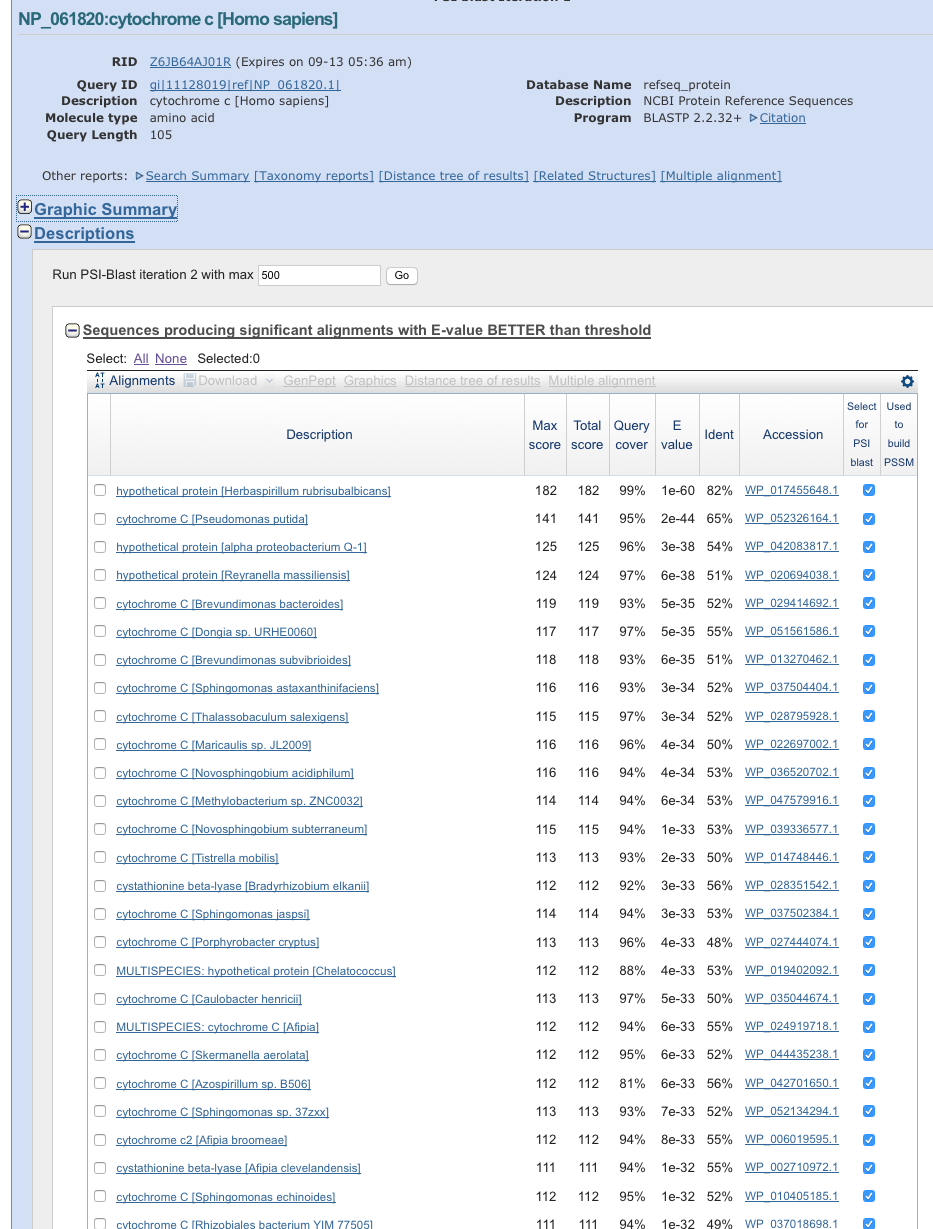 NP_061820:cytochrome c [Homo sapiens]
RID Z6JB64AJ01R (Expires on 09-13 05:36 am)
Query ID gi|11128019|ref|NP_061820.1| Database Name refseq_protein
Description cytochrome c [Homo sapiens] Description NCBI Protein Reference Sequences
Molecule type amino acid Program BLASTP 2.2.32+ Citation
Query Length 105
Other reports: Search Summary [Taxonomy reports] [Distance tree of results] [Related Structures] [Multiple alignment]
Graphic Summary
Descriptions
Run PSI-Blast iteration 2 with max 500 Go
Sequences producing significant alignments with E-value BETTER than threshold
Select: All None Selected:0
Alignments Download GenPept Graphics Distance tree of results Multiple alignment
Description Max score Total score Query cover E value Ident Accession Select for PSI blast Used to build PSSM
hypothetical protein [Herbaspirillum rubrisubalbicans] 182 182 99% 1e-60 82% WP_017455648.1
cytochrome C [Pseudomonas putida] 141 141 95% 2e-44 65% WP_052326164.1
hypothetical protein [alpha proteobacterium Q-1] 125 125 96% 3e-38 54% WP_042083817.1
hypothetical protein [Reyranella massiliensis] 124 124 97% 6e-38 51% WP_020694038.1
cytochrome C [Brevundimonas bacteroides] 119 119 93% 5e-35 52% WP_029414692.1
cytochrome C [Dongia sp. URHE0060] 117 117 97% 5e-35 55% WP_051561586.1
cytochrome C [Brevundimonas subvibrioides] 118 118 93% 6e-35 51% WP_013270462.1
cytochrome C [Sphingomonas astaxanthinifaciens] 116 116 93% 3e-34 52% WP_037504404.1
cytochrome C [Thalassobaculum salexigens] 115 115 97% 3e-34 52% WP_028795928.1
cytochrome C [Maricaulis sp. JL2009] 116 116 96% 4e-34 50% WP_022697002.1
cytochrome C [Novosphingobium acidiphilum] 116 116 94% 4e-34 53% WP_036520702.1
cytochrome C [Methylobacterium sp. ZNC0032] 114 114 94% 6e-34 53% WP_047579916.1
cytochrome C [Novosphingobium subterraneum] 115 115 94% 1e-33 53% WP_039336577.1
cytochrome C [Tistrella mobilis] 113 113 93% 2e-33 50% WP_014748446.1
cystathionine beta-lyase [Bradyrhizobium elkanii] 112 112 92% 3e-33 56% WP_028351542.1
cytochrome C [Sphingomonas jaspsi] 114 114 94% 3e-33 53% WP_037502384.1
cytochrome C [Porphyrobacter cryptus] 113 113 96% 4e-33 48% WP_027444074.1
MULTISPECIES: hypothetical protein [Chelatococcus] 112 112 88% 4e-33 53% WP_019402092.1
cytochrome C [Caulobacter henricii] 113 113 97% 5e-33 50% WP_035044674.1
MULTISPECIES: cytochrome C [Afipia] 112 112 94% 6e-33 55% WP_024919718.1
cytochrome C [Skermanella aerolata] 112 112 95% 6e-33 52% WP_044435238.1
cytochrome C [Azospirillum sp. B506] 112 112 81% 6e-33 56% WP_042701650.1
cytochrome C [Sphingomonas sp. 37zxx] 113 113 93% 7e-33 52% WP_052134294.1
cytochrome c2 [Afipia broomeae] 112 112 94% 8e-33 55% WP_006019595.1
cystathionine beta-lyase [Afipia clevelandensis] 111 111 94% 1e-32 55% WP_002710972.1
cytochrome C [Sphingomonas echinoides] 112 112 95% 1e-32 52% WP_010405185.1
cytochrome C [Rhizobiales bacterium YIM 77505] 111 111 94% 1e-32 49% WP_037018698.1